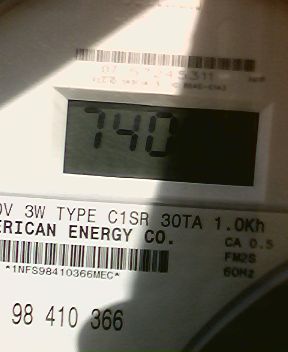 740
0V 3W TYPE C1SR 30TA 1.0Kh
ERICAN ENERGY CO.
CA 0.5
FM2S
60Hz
*1NFS98410366MEC*
98 410 366